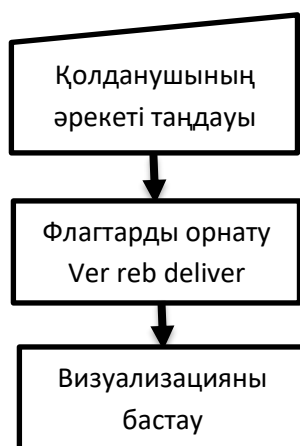 Қолданушының
әрекеті таңдауы
Флагтарды орнату
Ver reb deliver
Визуализацияны
бастау